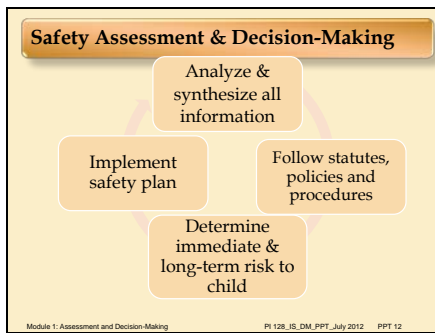 Safety Assessment & Decision-Making
Analyze &
synthesize all
information
Follow statutes,
policies and
procedures
Determine
immediate &
long-term risk to
child
Implement
safety plan
Module 1: Assessment and Decision-Making PI 128_IS_DM_PPT_July 2012 PPT 12